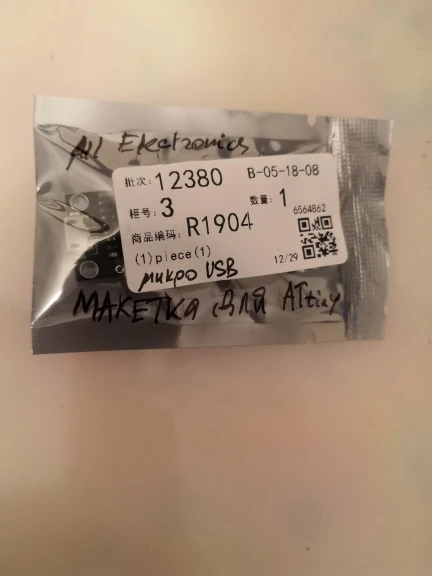 All Electronics
批次: 12380 B-05-18-08
柜号: 3 数量: 1
商品编码: R1904 6564862
(1)piece(1) 12/29
микро USB
МАКЕТКА ДЛЯ ATtiny